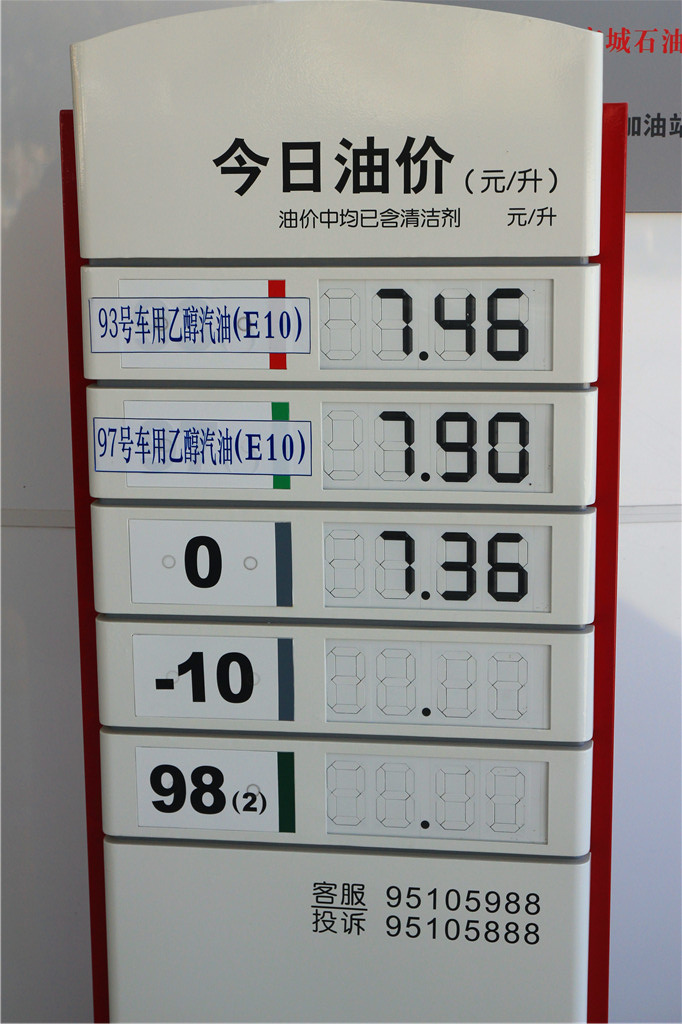 城石油
加油站
今日油价(元/升)
油价中均已含清洁剂 元/升
93号车用乙醇汽油(E10) 7.46
97号车用乙醇汽油(E10) 7.90
0 7.36
-10
98(2)
客服 95105988
投诉 95105888